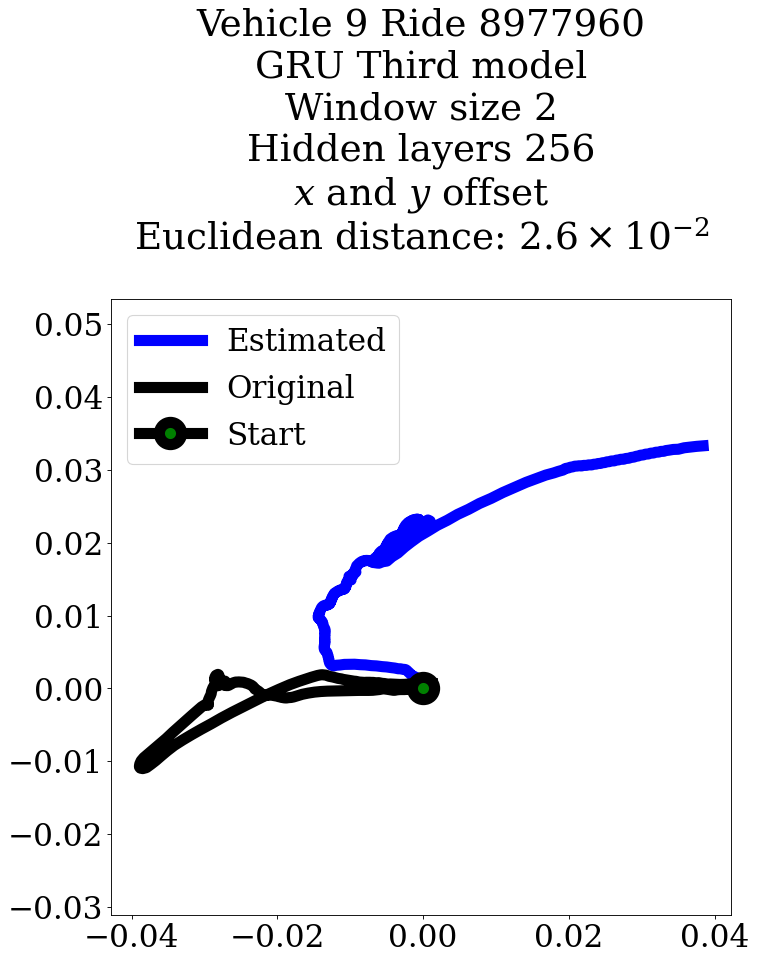 Vehicle 9 Ride 8977960
GRU Third model
Window size 2
Hidden layers 256
x and y offset
Euclidean distance: 2.6 × 10⁻²
Estimated
Original
Start
0.05
0.04
0.03
0.02
0.01
0.00
−0.01
−0.02
−0.03
−0.04 −0.02 0.00 0.02 0.04